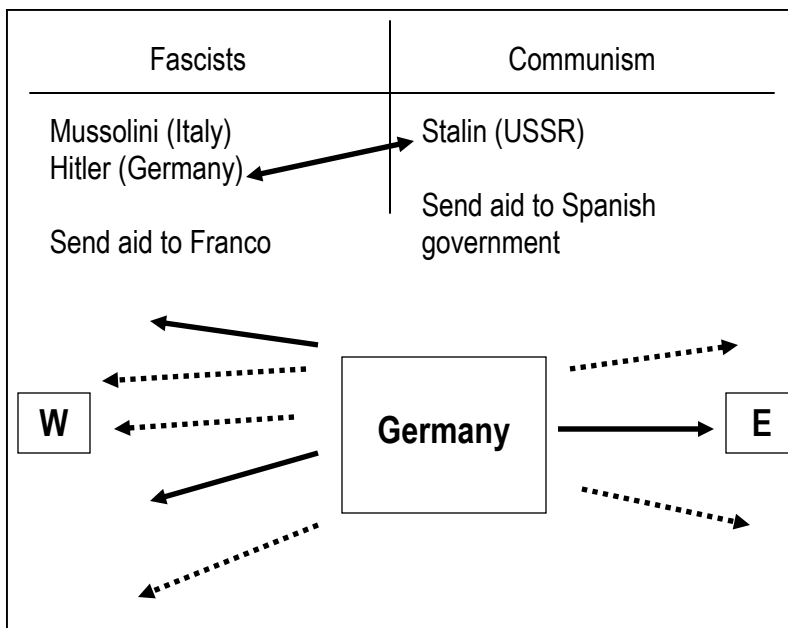 Fascists
Communism
Mussolini (Italy)
Hitler (Germany)
Send aid to Franco
Stalin (USSR)
Send aid to Spanish
government
W
Germany
E